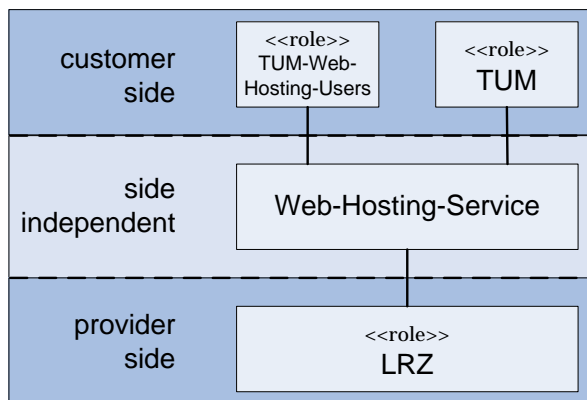 customer
side
<<role>>
TUM-Web-
Hosting-Users
<<role>>
TUM
side
independent
Web-Hosting-Service
provider
side
<<role>>
LRZ